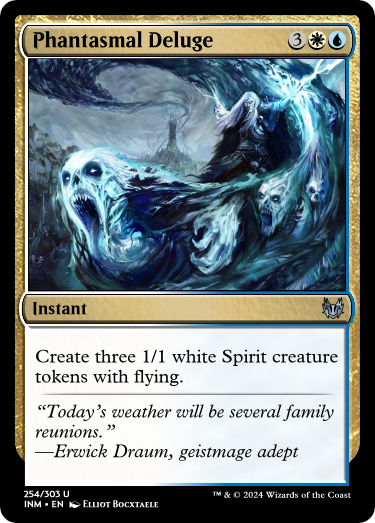 Phantasmal Deluge 3
Instant
Create three 1/1 white Spirit creature
tokens with flying.
“Today’s weather will be several family
reunions.”
—Erwick Draum, geistmage adept
254/303 U
INM • EN Elliot Bocxtaele
™ & © 2024 Wizards of the Coast